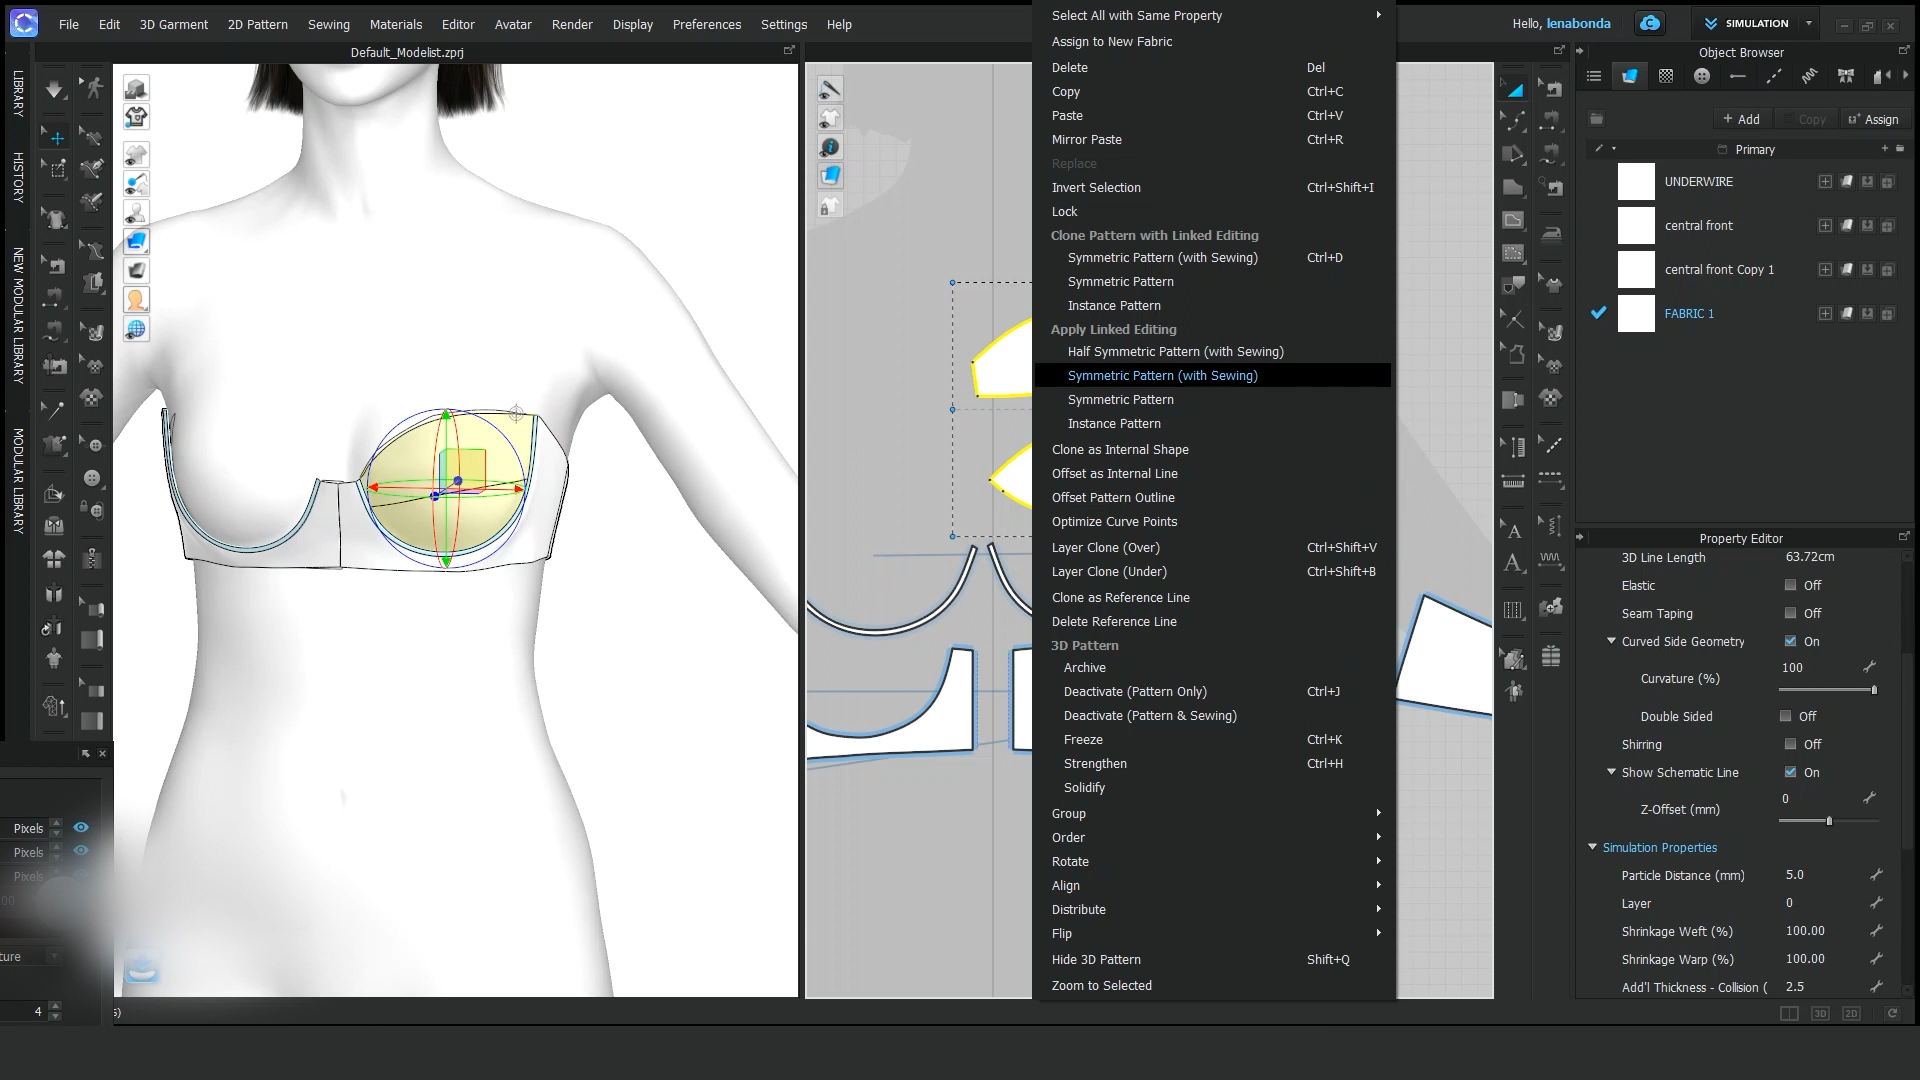 File Edit 3D Garment 2D Pattern Sewing Materials Editor Avatar Render Display Preferences Settings Help
Hello, lenabonda
SIMULATION
Default_Modelist.zprj
LIBRARY
HISTORY
NEW MODULAR LIBRARY
MODULAR LIBRARY
Select All with Same Property
Assign to New Fabric
Delete Del
Copy Ctrl+C
Paste Ctrl+V
Mirror Paste Ctrl+R
Replace
Invert Selection Ctrl+Shift+I
Lock
Clone Pattern with Linked Editing
Symmetric Pattern (with Sewing) Ctrl+D
Symmetric Pattern
Instance Pattern
Apply Linked Editing
Half Symmetric Pattern (with Sewing)
Symmetric Pattern (with Sewing)
Symmetric Pattern
Instance Pattern
Clone as Internal Shape
Offset as Internal Line
Offset Pattern Outline
Optimize Curve Points
Layer Clone (Over) Ctrl+Shift+V
Layer Clone (Under) Ctrl+Shift+B
Clone as Reference Line
Delete Reference Line
3D Pattern
Archive
Deactivate (Pattern Only) Ctrl+J
Deactivate (Pattern & Sewing)
Freeze Ctrl+K
Strengthen Ctrl+H
Solidify
Group
Order
Rotate
Align
Distribute
Flip
Hide 3D Pattern Shift+Q
Zoom to Selected
Object Browser
+ Add Copy Assign
Primary
UNDERWIRE
central front
central front Copy 1
FABRIC 1
Property Editor
3D Line Length 63.72cm
Elastic Off
Seam Taping Off
Curved Side Geometry On
Curvature (%) 100
Double Sided Off
Shirring Off
Show Schematic Line On
Z-Offset (mm) 0
Simulation Properties
Particle Distance (mm) 5.0
Layer 0
Shrinkage Weft (%) 100.00
Shrinkage Warp (%) 100.00
Add'l Thickness - Collision ( 2.5
3D 2D
Pixels
Pixels
Pixels
00
ture
4